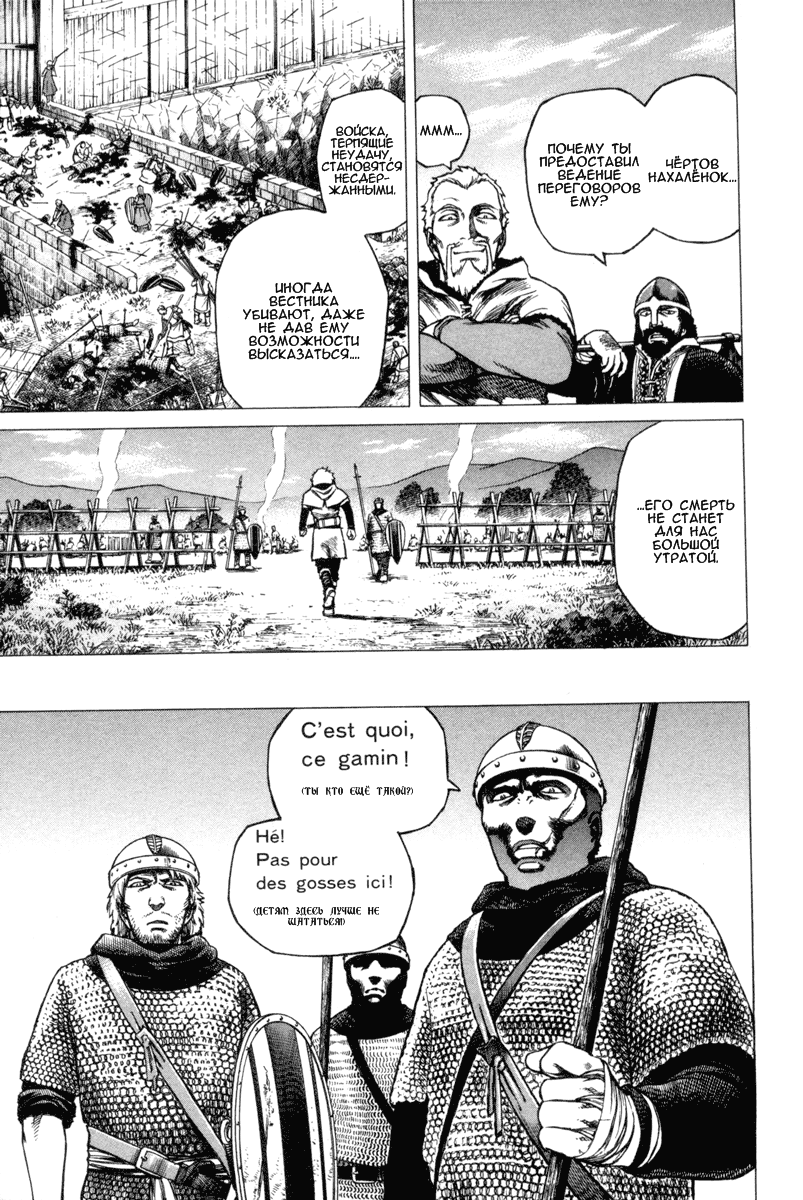 ЧЁРТОВ
НАХАЛЁНОК...
ПОЧЕМУ ТЫ
ПРЕДОСТАВИЛ
ВЕДЕНИЕ
ПЕРЕГОВОРОВ
ЕМУ?
МММ...
ВОЙСКА,
ТЕРПЯЩИЕ
НЕУДАЧУ,
СТАНОВЯТСЯ
НЕСДЕР-
ЖАННЫМИ.
ИНОГДА
ВЕСТНИКА
УБИВАЮТ, ДАЖЕ
НЕ ДАВ ЕМУ
ВОЗМОЖНОСТИ
ВЫСКАЗАТЬСЯ....
...ЕГО СМЕРТЬ
НЕ СТАНЕТ
ДЛЯ НАС
БОЛЬШОЙ
УТРАТОЙ.
C'est quoi,
ce gamin!
(ТЫ КТО ЕЩЁ ТАКОЙ?)
Hé!
Pas pour
des gosses ici!
(ДЕТЯМ ЗДЕСЬ ЛУЧШЕ НЕ
ШАТАТЬСЯ!)